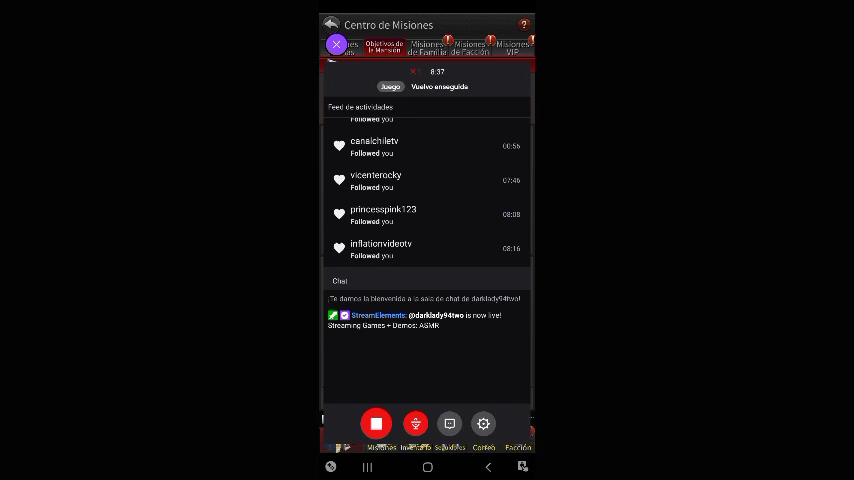 Centro de Misiones
?
Objetivos de
la Mansión
Misiones
de Familia
Misiones
de Facción
Misiones
VIP
8:37
Juego
Vuelvo enseguida
Feed de actividades
Followed you
canalchiletv
Followed you
00:56
vicenterocky
Followed you
07:46
princesspink123
Followed you
08:08
inflationvideotv
Followed you
08:16
Chat
¡Te damos la bienvenida a la sala de chat de darklady94two!
StreamElements: @darklady94two is now live!
Streaming Games + Demos: ASMR
Misiones
Inventario
Seguidores
Correo
Facción